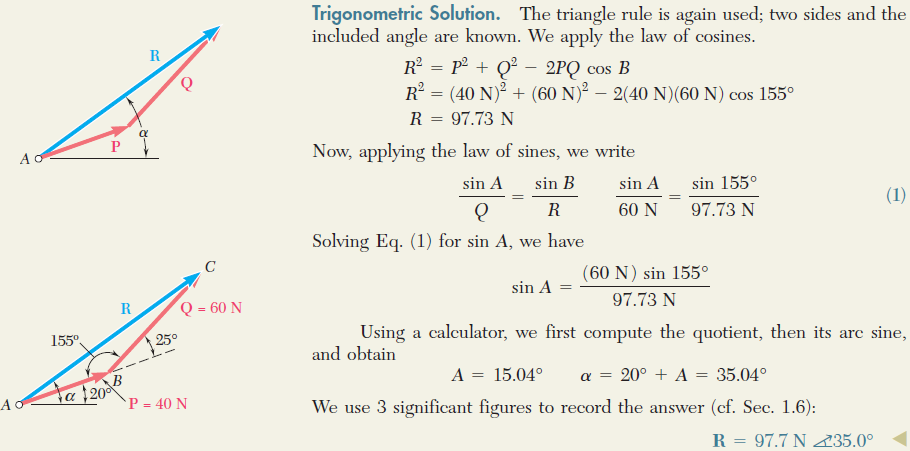 Trigonometric Solution. The triangle rule is again used; two sides and the
included angle are known. We apply the law of cosines.
R² = P² + Q² − 2PQ cos B
R² = (40 N)² + (60 N)² − 2(40 N)(60 N) cos 155°
R = 97.73 N
Now, applying the law of sines, we write
sin A / Q = sin B / R sin A / 60 N = sin 155° / 97.73 N (1)
Solving Eq. (1) for sin A, we have
sin A = (60 N) sin 155° / 97.73 N
Using a calculator, we first compute the quotient, then its arc sine,
and obtain
A = 15.04° α = 20° + A = 35.04°
We use 3 significant figures to record the answer (cf. Sec. 1.6):
R = 97.7 N ∡35.0° ◀
R
Q
α
P
A
C
R
Q = 60 N
155°
25°
B
α
20°
A
P = 40 N